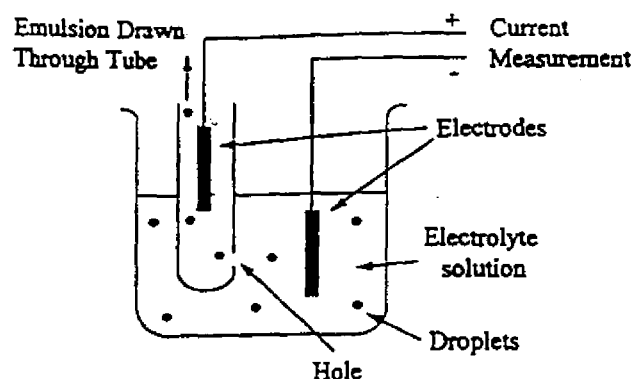 Emulsion Drawn
Through Tube
+
Current
Measurement
-
Electrodes
Electrolyte
solution
Droplets
Hole